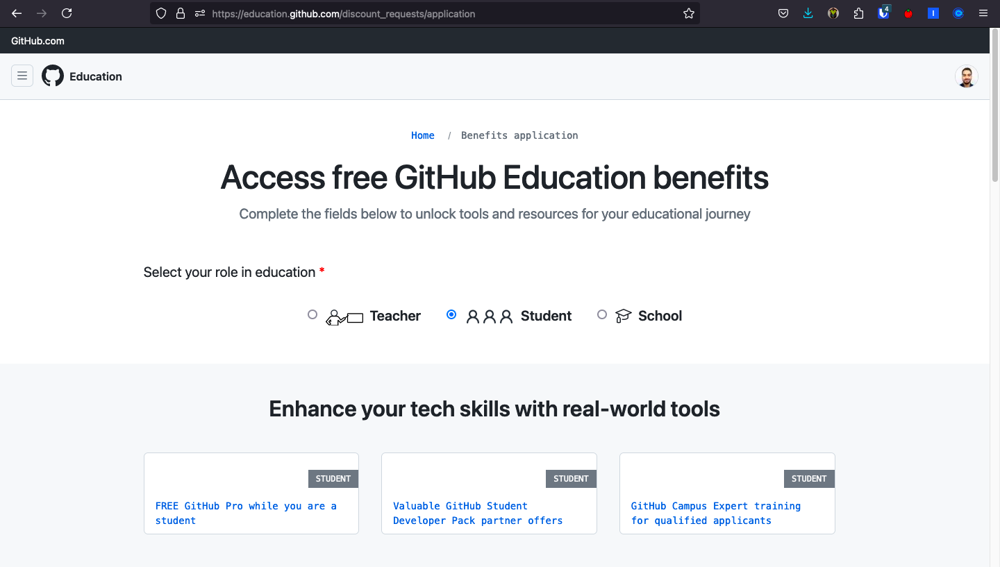 https://education.github.com/discount_requests/application
4
I
GitHub.com
Education
Home / Benefits application
Access free GitHub Education benefits
Complete the fields below to unlock tools and resources for your educational journey
Select your role in education *
Teacher Student School
Enhance your tech skills with real-world tools
STUDENT
FREE GitHub Pro while you are a
student
STUDENT
Valuable GitHub Student
Developer Pack partner offers
STUDENT
GitHub Campus Expert training
for qualified applicants